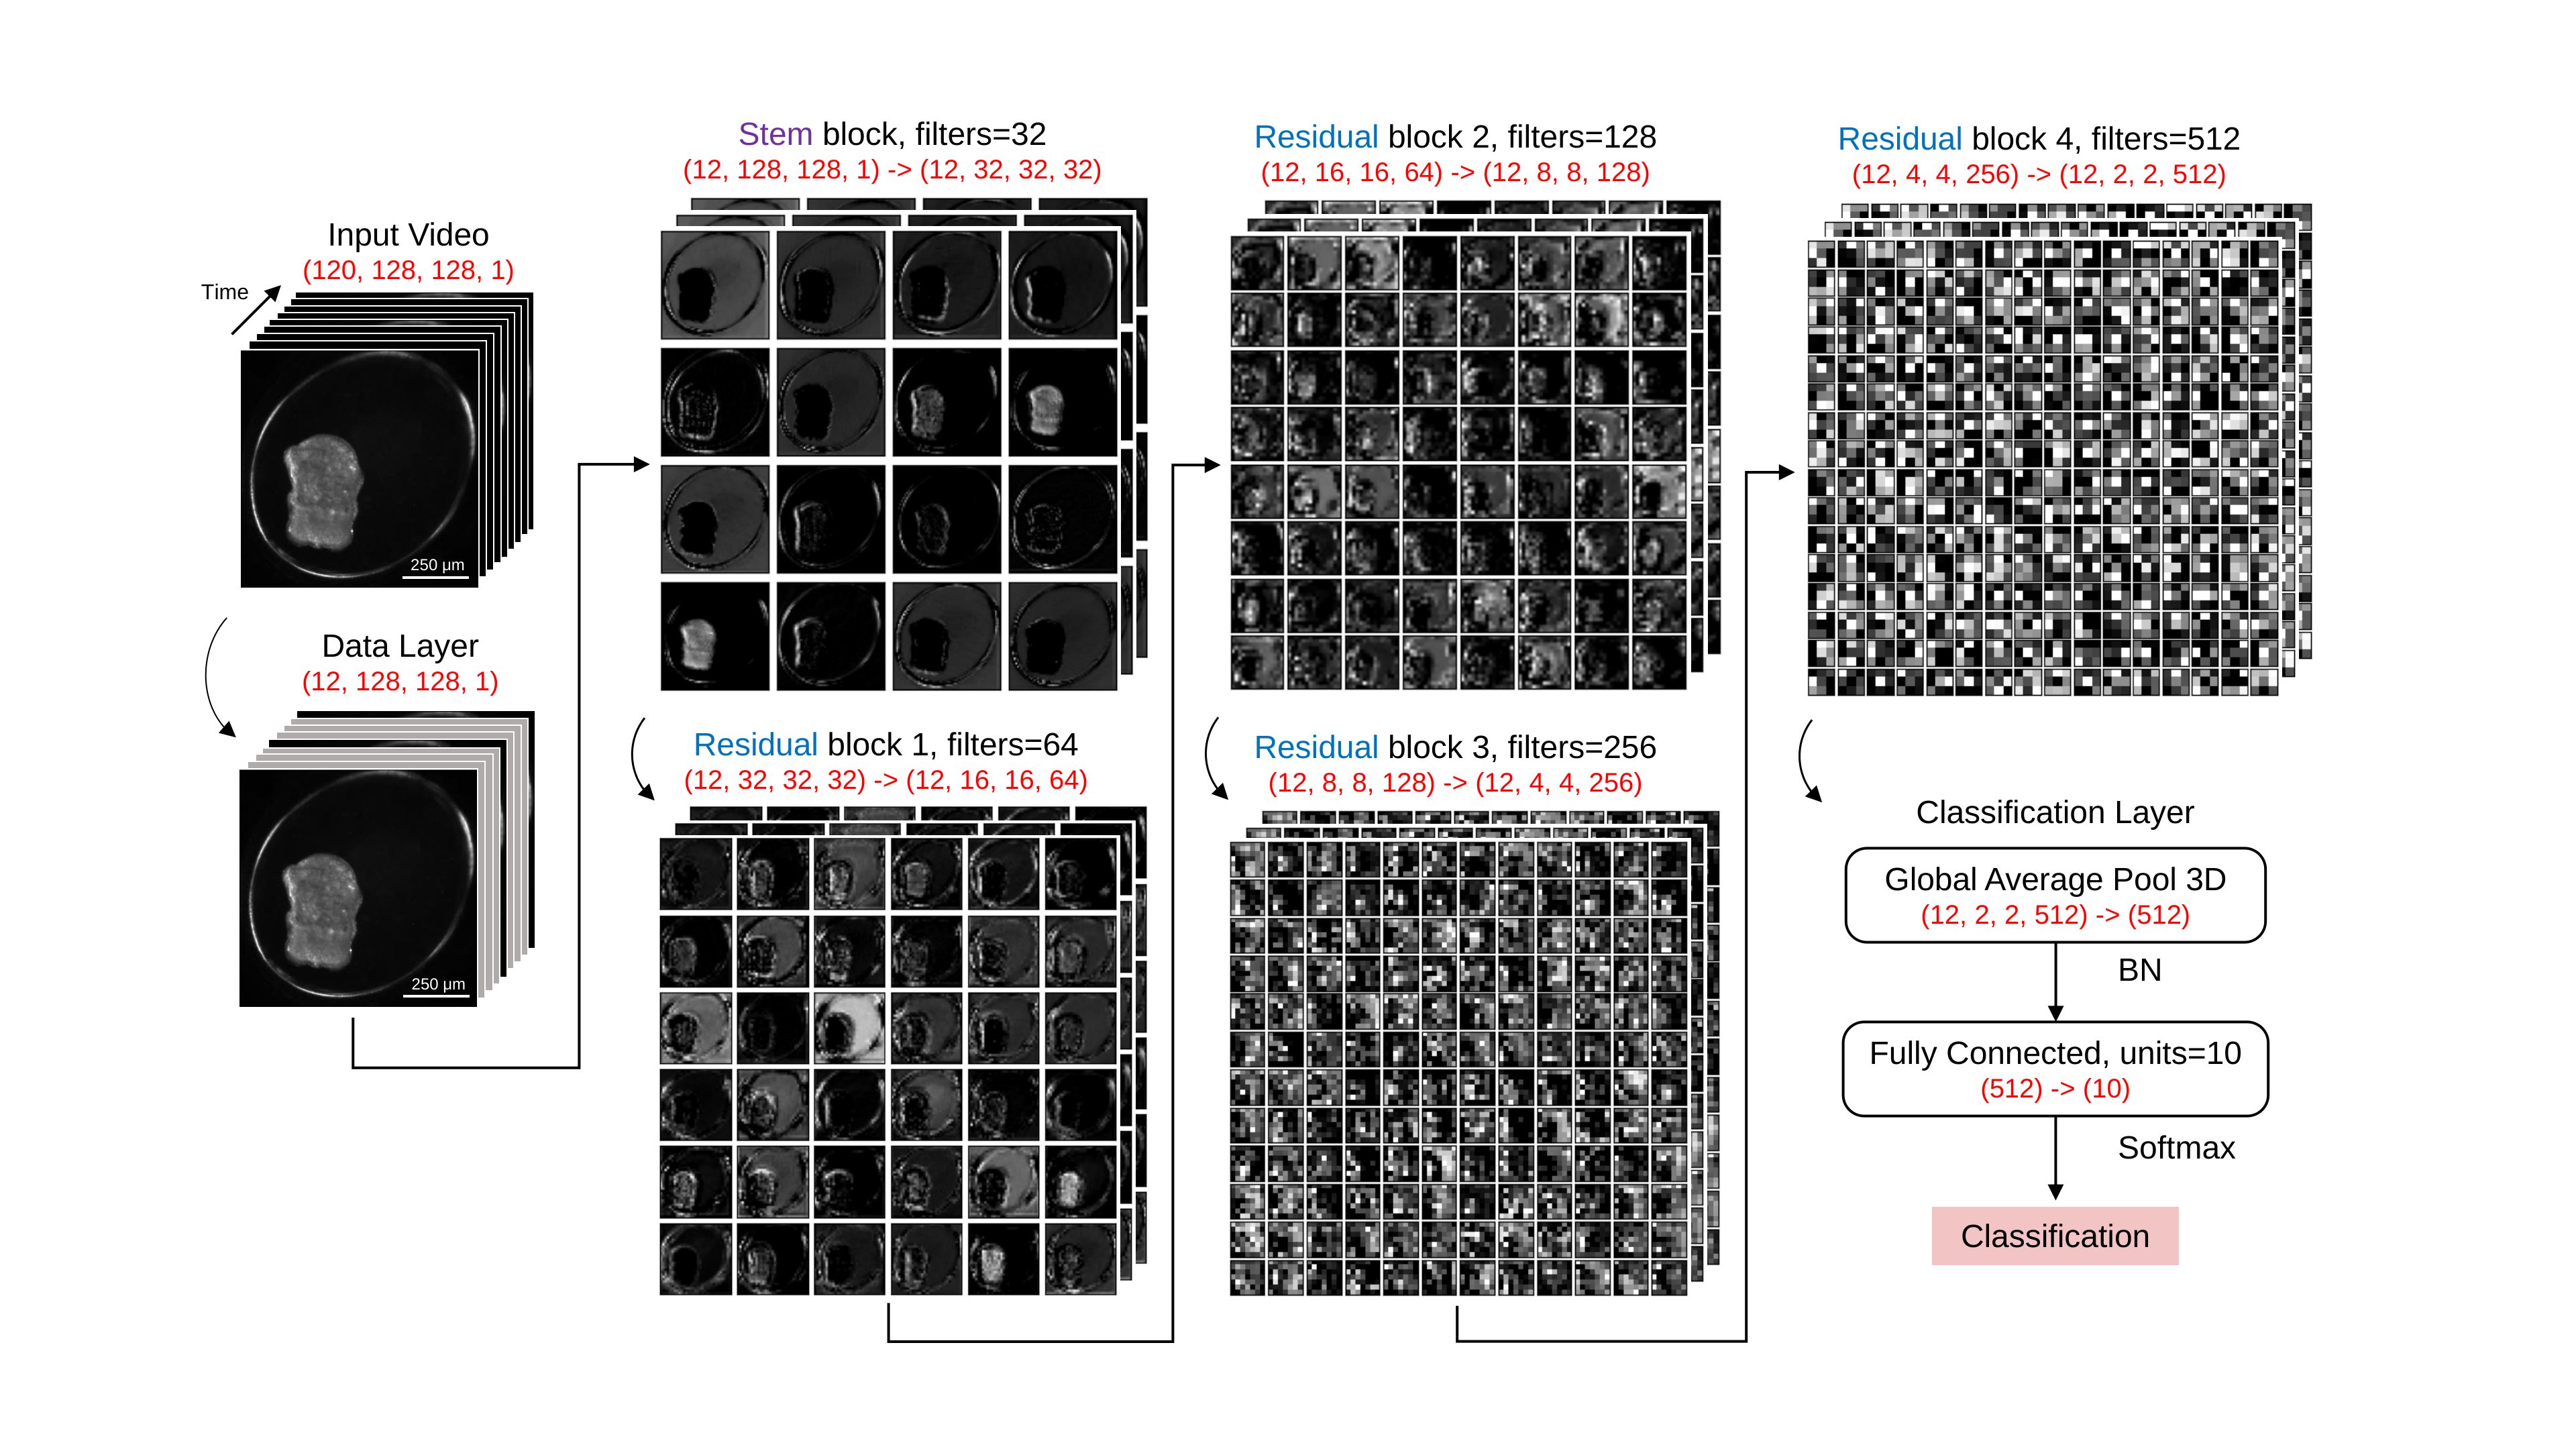 Input Video
(120, 128, 128, 1)
Time
250 μm
Data Layer
(12, 128, 128, 1)
250 μm
Stem block, filters=32
(12, 128, 128, 1) -> (12, 32, 32, 32)
Residual block 1, filters=64
(12, 32, 32, 32) -> (12, 16, 16, 64)
Residual block 2, filters=128
(12, 16, 16, 64) -> (12, 8, 8, 128)
Residual block 3, filters=256
(12, 8, 8, 128) -> (12, 4, 4, 256)
Residual block 4, filters=512
(12, 4, 4, 256) -> (12, 2, 2, 512)
Classification Layer
Global Average Pool 3D
(12, 2, 2, 512) -> (512)
BN
Fully Connected, units=10
(512) -> (10)
Softmax
Classification